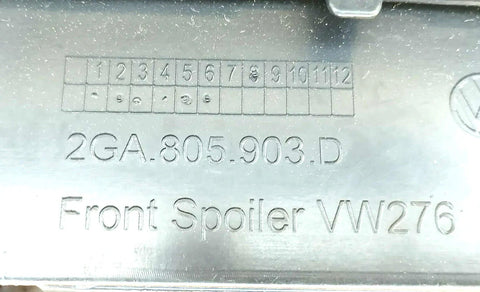 1 2 3 4 5 6 7 8 9 10 11 12
2GA.805.903.D
Front Spoiler VW276